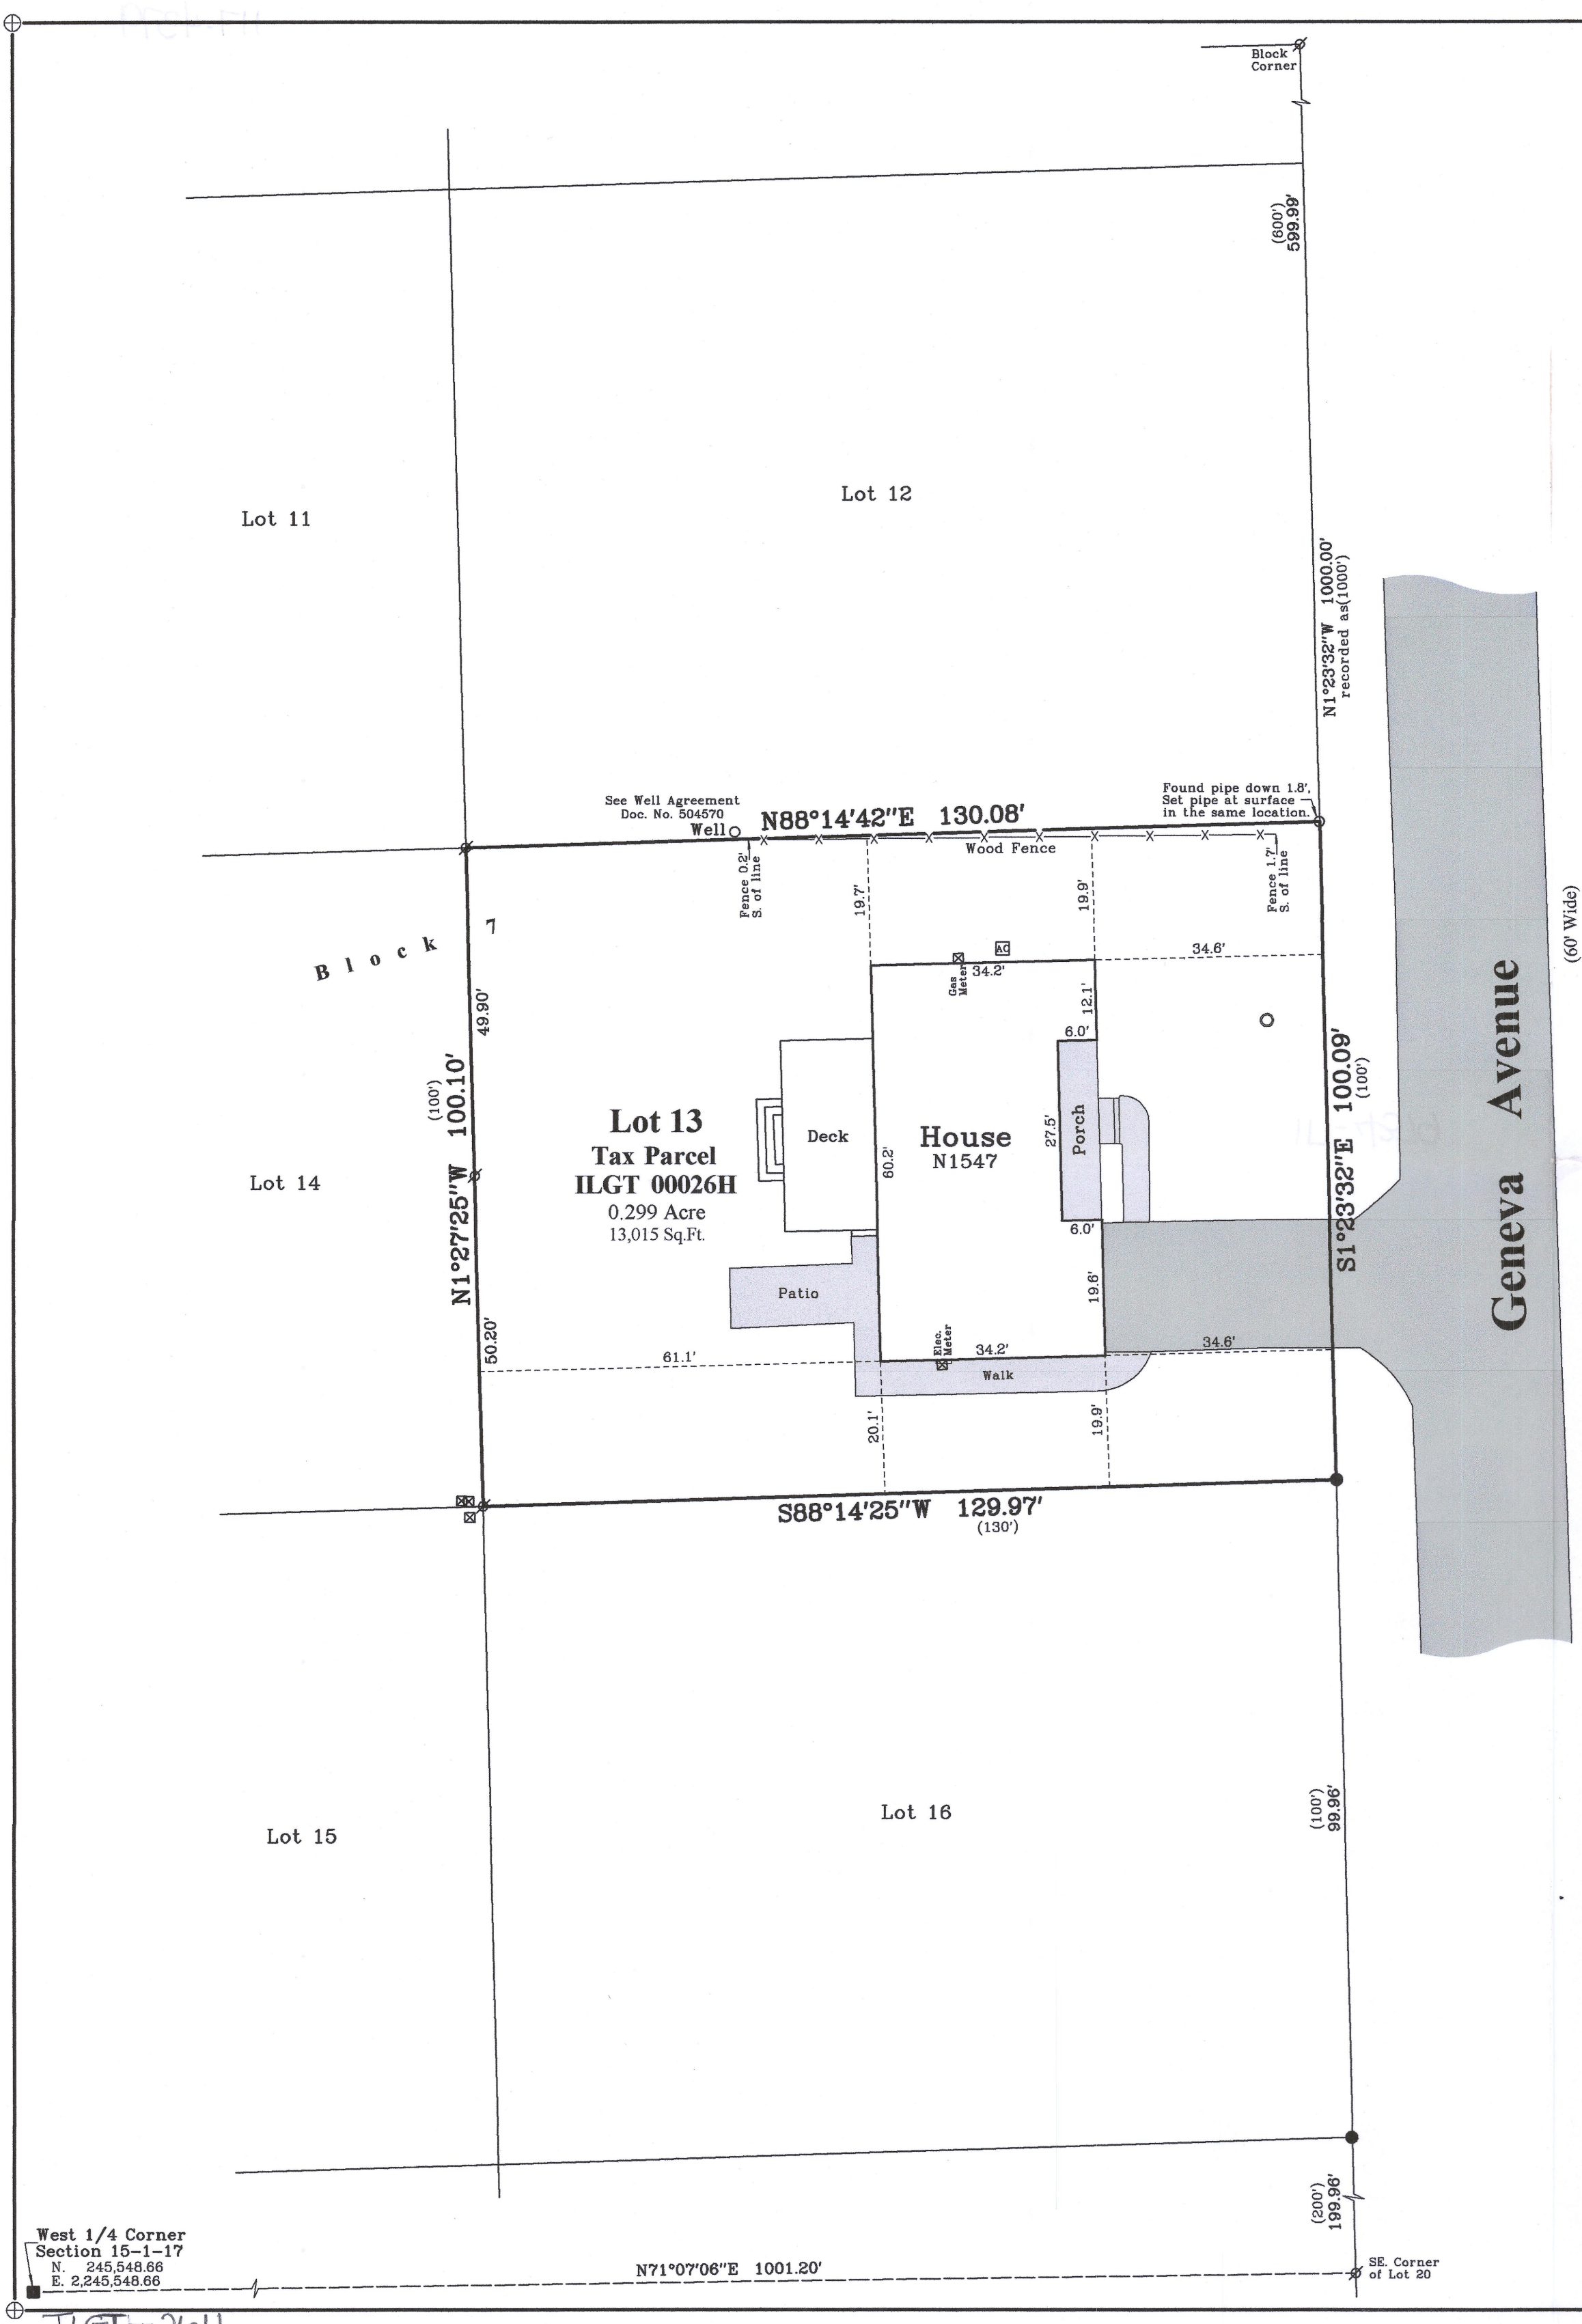 Block
Corner
(600')
599.99'
Lot 12
Lot 11
N1°23'32"W 1000.00'
recorded as(1000')
See Well Agreement
Doc. No. 504570
Well
N88°14'42"E 130.08'
Found pipe down 1.8',
Set pipe at surface
in the same location.
Wood Fence
Fence 0.2'
S. of line
19.7'
19.9'
Fence 1.7'
S. of line
(60' Wide)
Block 7
34.6'
AC
Gas
Meter
34.2'
12.1'
49.90'
6.0'
(100')
N1°27'25"W 100.10'
Lot 13
Tax Parcel
ILGT 00026H
0.299 Acre
13,015 Sq.Ft.
Deck
60.2'
House
N1547
27.5'
Porch
S1°23'32"E 100.09'
(100')
Geneva Avenue
Lot 14
6.0'
Patio
19.6'
50.20'
61.1'
Elec.
Meter
34.2'
34.6'
Walk
20.1'
19.9'
S88°14'25"W 129.97'
(130')
Lot 16
Lot 15
(100')
99.96'
(200')
199.96'
West 1/4 Corner
Section 15-1-17
N. 245,548.66
E. 2,245,548.66
N71°07'06"E 1001.20'
SE. Corner
of Lot 20